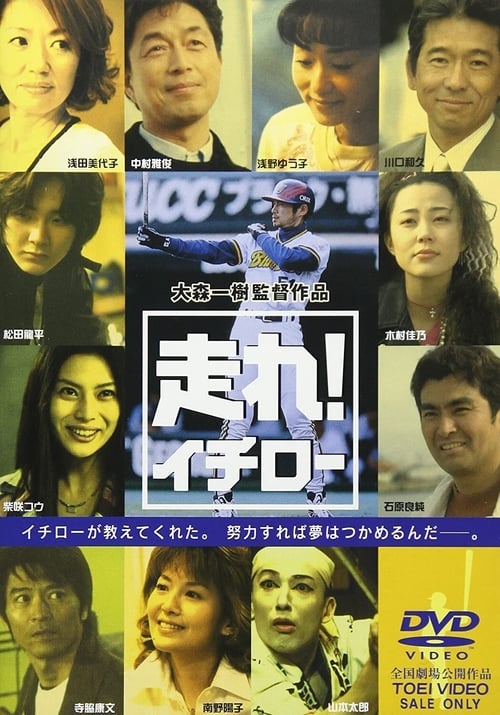 浅田美代子
中村雅俊
浅野ゆう子
川口和久
松田龍平
大森一樹監督作品
木村佳乃
走れ!
イチロー
柴咲コウ
石原良純
イチローが教えてくれた。 努力すれば夢はつかめるんだ――。
寺脇康文
南野陽子
山本太郎
DVD
VIDEO
全国劇場公開作品
TOEI VIDEO
SALE ONLY